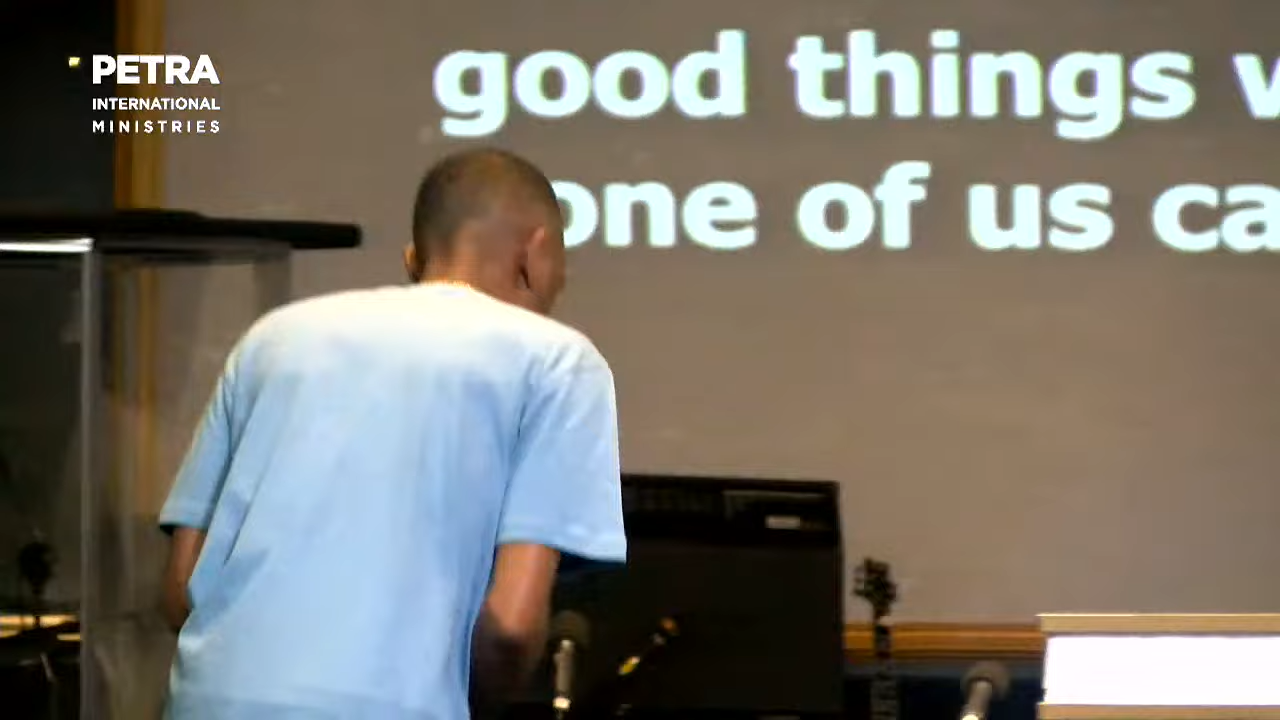 PETRA
INTERNATIONAL
MINISTRIES
good things
one of us